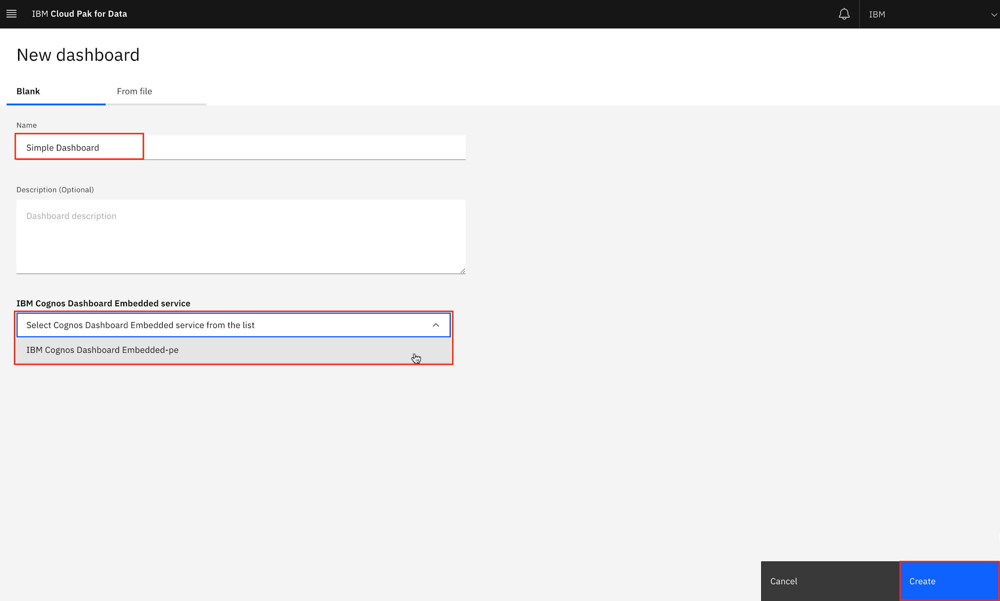 IBM Cloud Pak for Data
IBM
New dashboard
Blank
From file
Name
Simple Dashboard
Description (Optional)
Dashboard description
IBM Cognos Dashboard Embedded service
Select Cognos Dashboard Embedded service from the list
IBM Cognos Dashboard Embedded-pe
Cancel
Create